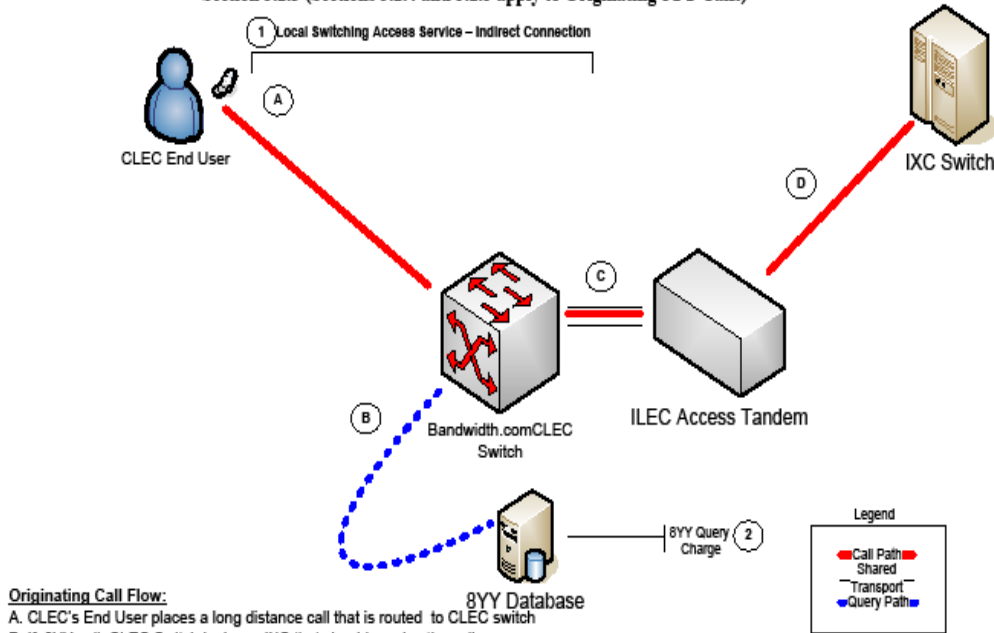 1 Local Switching Access Service – Indirect Connection
A
CLEC End User
IXC Switch
D
C
B
Bandwidth.comCLEC
Switch
ILEC Access Tandem
8YY Query
Charge
2
8YY Database
Legend
Call Path
Shared
Transport
Query Path
Originating Call Flow:
A. CLEC's End User places a long distance call that is routed to CLEC switch